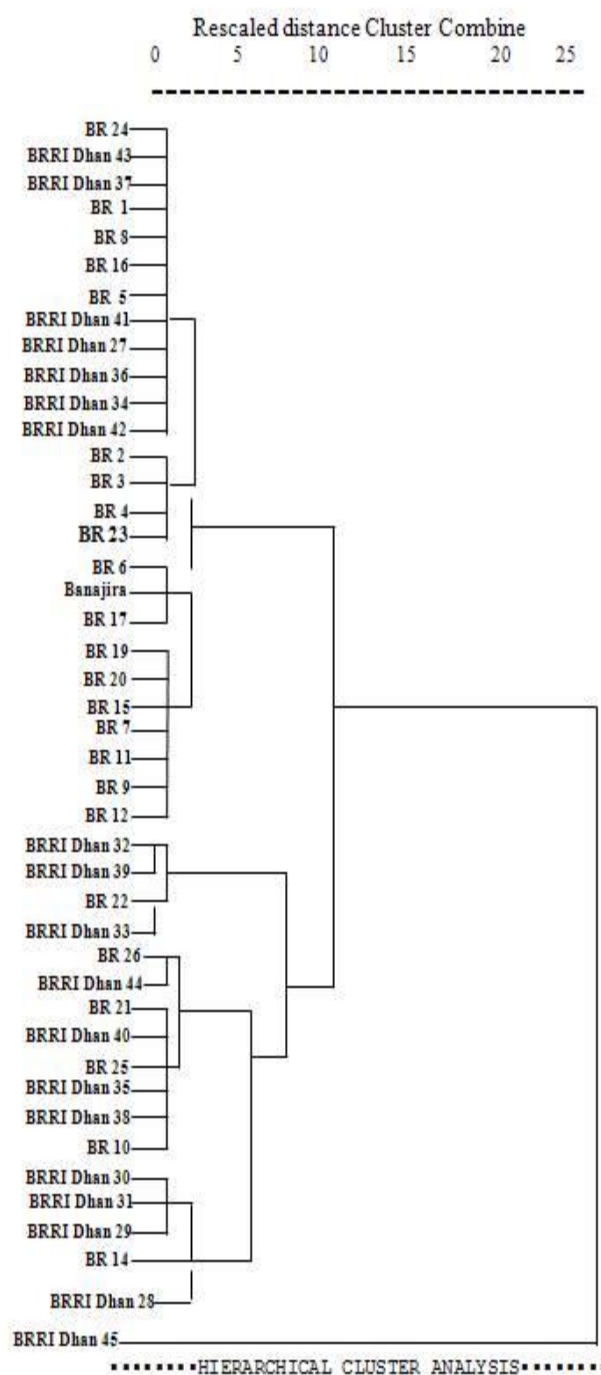 Rescaled distance Cluster Combine
0 5 10 15 20 25
BR 24
BRRI Dhan 43
BRRI Dhan 37
BR 1
BR 8
BR 16
BR 5
BRRI Dhan 41
BRRI Dhan 27
BRRI Dhan 36
BRRI Dhan 34
BRRI Dhan 42
BR 2
BR 3
BR 4
BR 23
BR 6
Banajira
BR 17
BR 19
BR 20
BR 15
BR 7
BR 11
BR 9
BR 12
BRRI Dhan 32
BRRI Dhan 39
BR 22
BRRI Dhan 33
BR 26
BRRI Dhan 44
BR 21
BRRI Dhan 40
BR 25
BRRI Dhan 35
BRRI Dhan 38
BR 10
BRRI Dhan 30
BRRI Dhan 31
BRRI Dhan 29
BR 14
BRRI Dhan 28
BRRI Dhan 45
HIERARCHICAL CLUSTER ANALYSIS